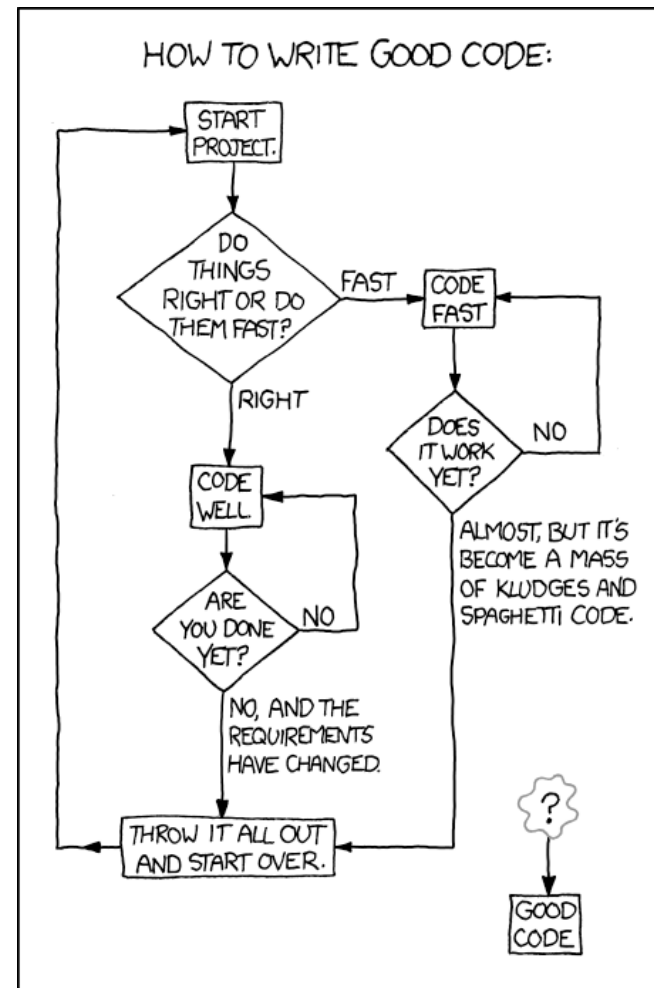 HOW TO WRITE GOOD CODE:
START
PROJECT.
DO
THINGS
RIGHT OR DO
THEM FAST?
FAST
CODE
FAST
RIGHT
DOES
IT WORK
YET?
NO
CODE
WELL.
ALMOST, BUT IT'S
BECOME A MASS
OF KLUDGES AND
SPAGHETTI CODE.
ARE
YOU DONE
YET?
NO
NO, AND THE
REQUIREMENTS
HAVE CHANGED.
THROW IT ALL OUT
AND START OVER.
?
GOOD
CODE